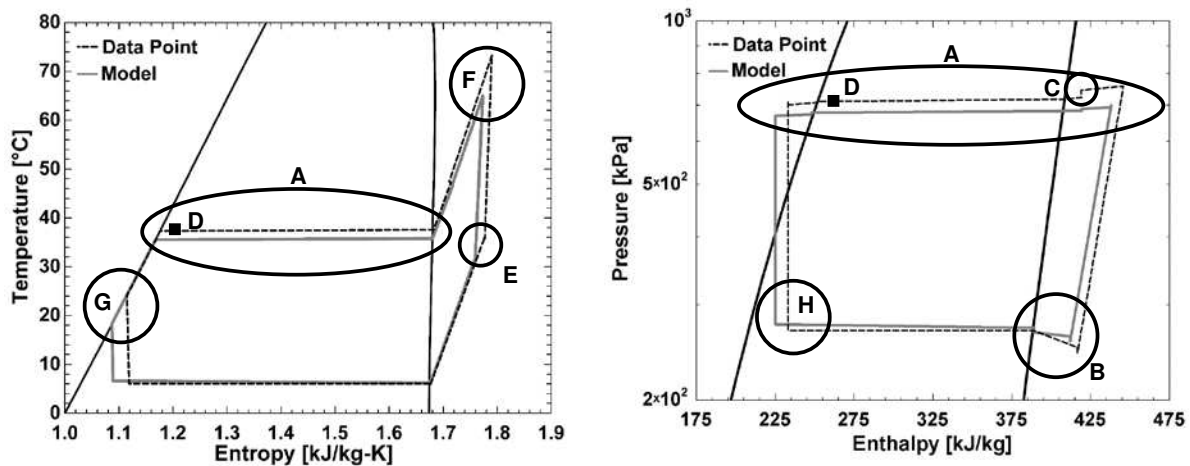 80
70
60
50
40
30
20
10
0
Temperature [°C]
Data Point
Model
F
A
D
E
G
1.0 1.1 1.2 1.3 1.4 1.5 1.6 1.7 1.8 1.9
Entropy [kJ/kg-K]
10³
5×10²
2×10²
Pressure [kPa]
Data Point
Model
A
D
C
H
B
175 225 275 325 375 425 475
Enthalpy [kJ/kg]